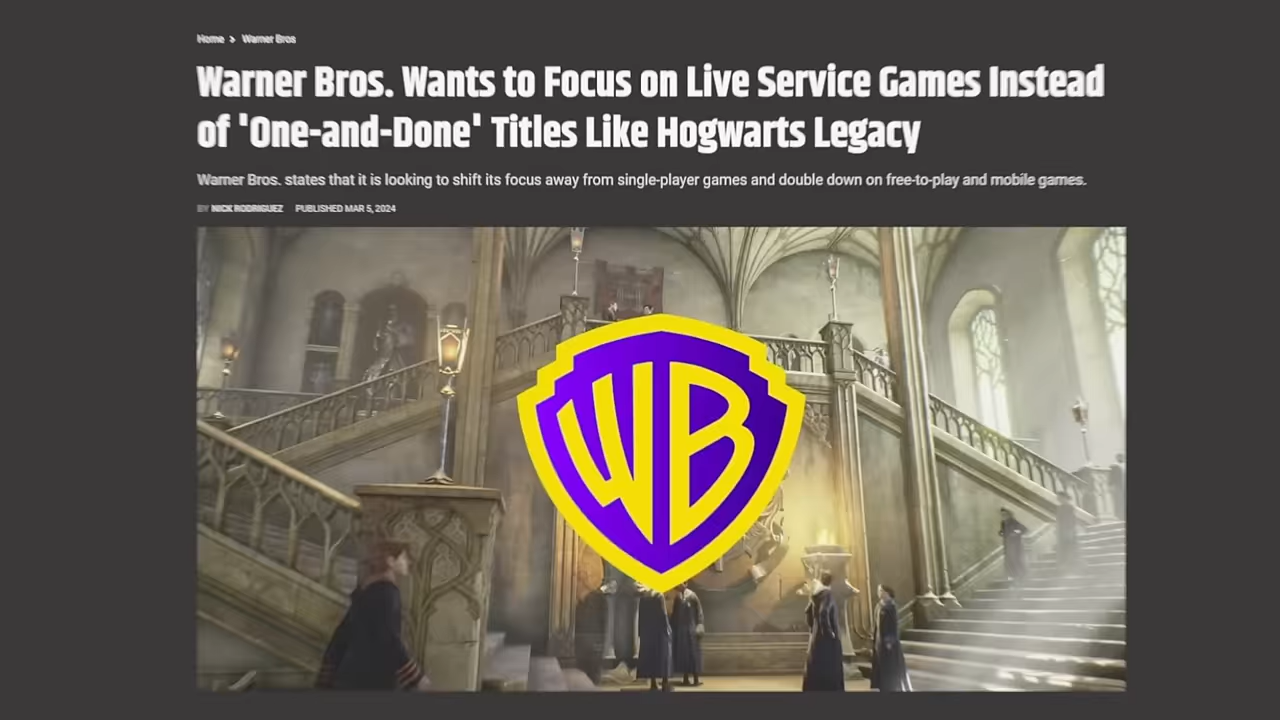 Home > Warner Bros
Warner Bros. Wants to Focus on Live Service Games Instead
of 'One-and-Done' Titles Like Hogwarts Legacy
Warner Bros. states that it is looking to shift its focus away from single-player games and double down on free-to-play and mobile games.
BY NICK RODRIGUEZ PUBLISHED MAR 5, 2024
WB